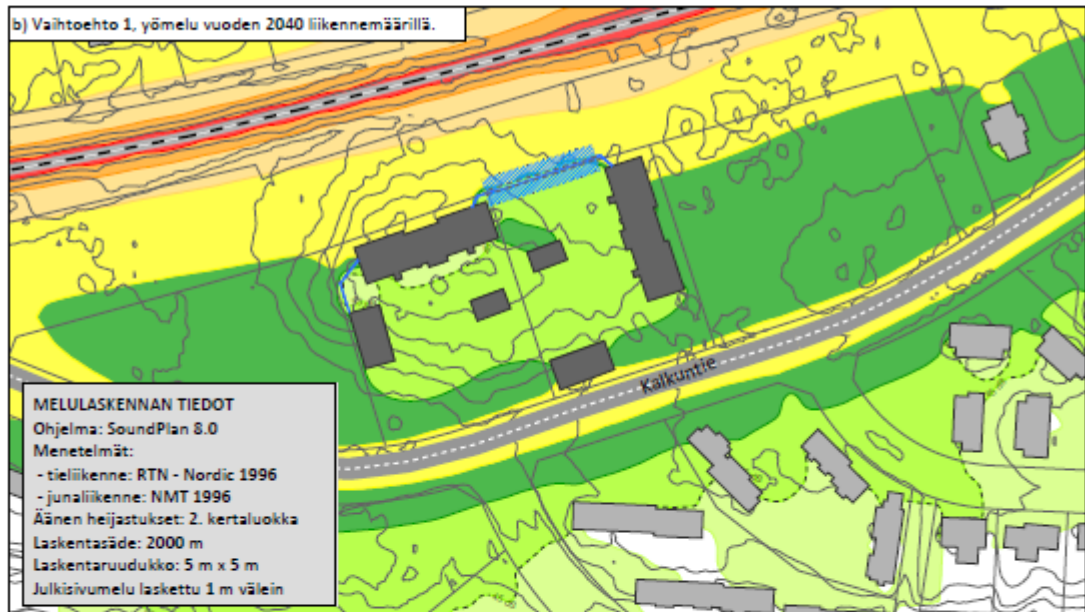 b) Vaihtoehto 1, yömelu vuoden 2040 liikennemäärillä.
Kalkuntie
MELULASKENNAN TIEDOT
Ohjelma: SoundPlan 8.0
Menetelmät:
- tieliikenne: RTN - Nordic 1996
- junaliikenne: NMT 1996
Äänen heijastukset: 2. kertaluokka
Laskentasäde: 2000 m
Laskentaruudukko: 5 m x 5 m
Julkisivumelu laskettu 1 m välein